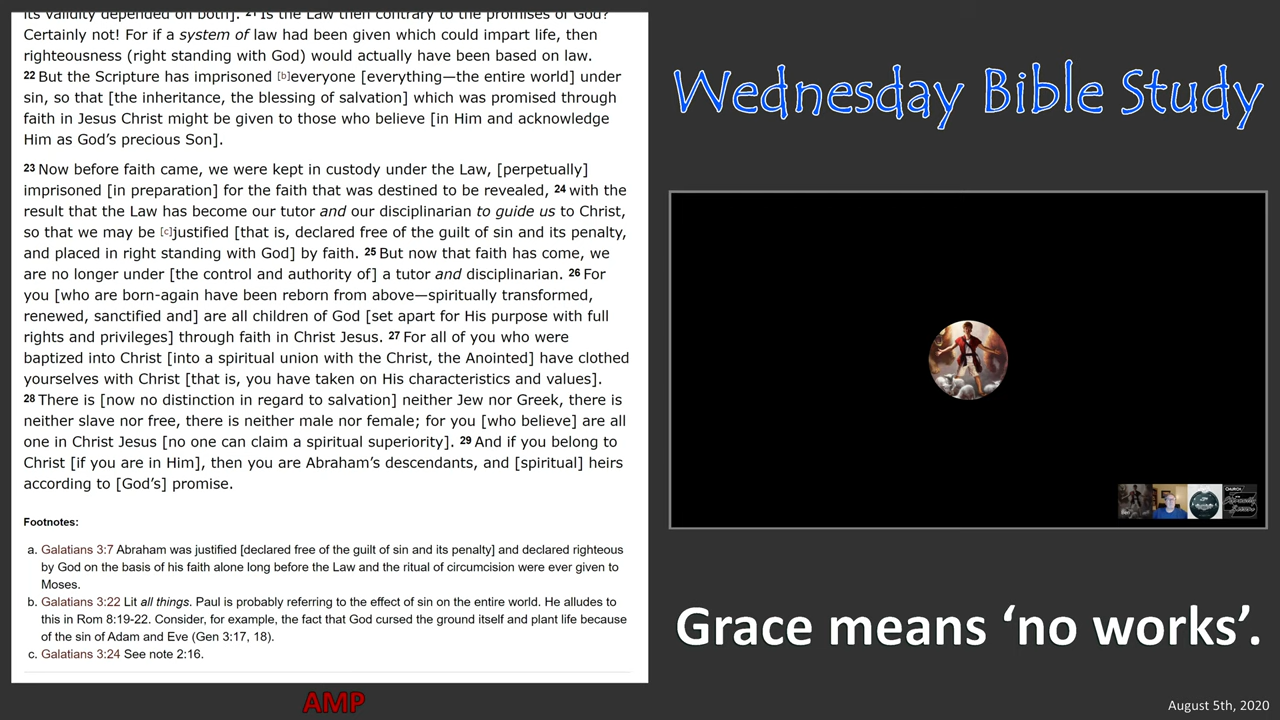 its validity depended on both]. 21 Is the Law then contrary to the promises of God?
Certainly not! For if a system of law had been given which could impart life, then
righteousness (right standing with God) would actually have been based on law.
22 But the Scripture has imprisoned [b]everyone [everything—the entire world] under
sin, so that [the inheritance, the blessing of salvation] which was promised through
faith in Jesus Christ might be given to those who believe [in Him and acknowledge
Him as God’s precious Son].
23 Now before faith came, we were kept in custody under the Law, [perpetually]
imprisoned [in preparation] for the faith that was destined to be revealed, 24 with the
result that the Law has become our tutor and our disciplinarian to guide us to Christ,
so that we may be [c]justified [that is, declared free of the guilt of sin and its penalty,
and placed in right standing with God] by faith. 25 But now that faith has come, we
are no longer under [the control and authority of] a tutor and disciplinarian. 26 For
you [who are born-again have been reborn from above—spiritually transformed,
renewed, sanctified and] are all children of God [set apart for His purpose with full
rights and privileges] through faith in Christ Jesus. 27 For all of you who were
baptized into Christ [into a spiritual union with the Christ, the Anointed] have clothed
yourselves with Christ [that is, you have taken on His characteristics and values].
28 There is [now no distinction in regard to salvation] neither Jew nor Greek, there is
neither slave nor free, there is neither male nor female; for you [who believe] are all
one in Christ Jesus [no one can claim a spiritual superiority]. 29 And if you belong to
Christ [if you are in Him], then you are Abraham’s descendants, and [spiritual] heirs
according to [God’s] promise.
Footnotes:
a. Galatians 3:7 Abraham was justified [declared free of the guilt of sin and its penalty] and declared righteous
by God on the basis of his faith alone long before the Law and the ritual of circumcision were ever given to
Moses.
b. Galatians 3:22 Lit all things. Paul is probably referring to the effect of sin on the entire world. He alludes to
this in Rom 8:19-22. Consider, for example, the fact that God cursed the ground itself and plant life because
of the sin of Adam and Eve (Gen 3:17, 18).
c. Galatians 3:24 See note 2:16.
AMP
Wednesday Bible Study
Grace means ‘no works’.
August 5th, 2020